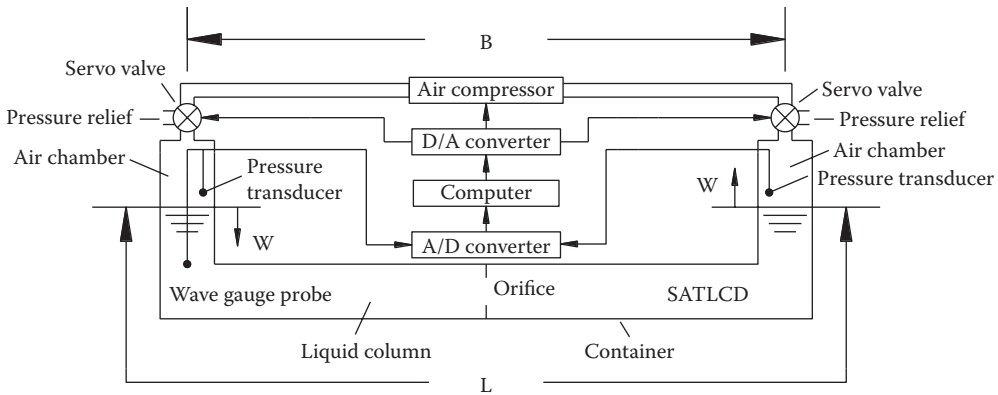 B
Servo valve
Air compressor
Servo valve
Pressure relief
Pressure relief
D/A converter
Air chamber
Air chamber
Pressure
transducer
Computer
W
Pressure transducer
W
A/D converter
Wave gauge probe
Orifice
SATLCD
Liquid column
Container
L